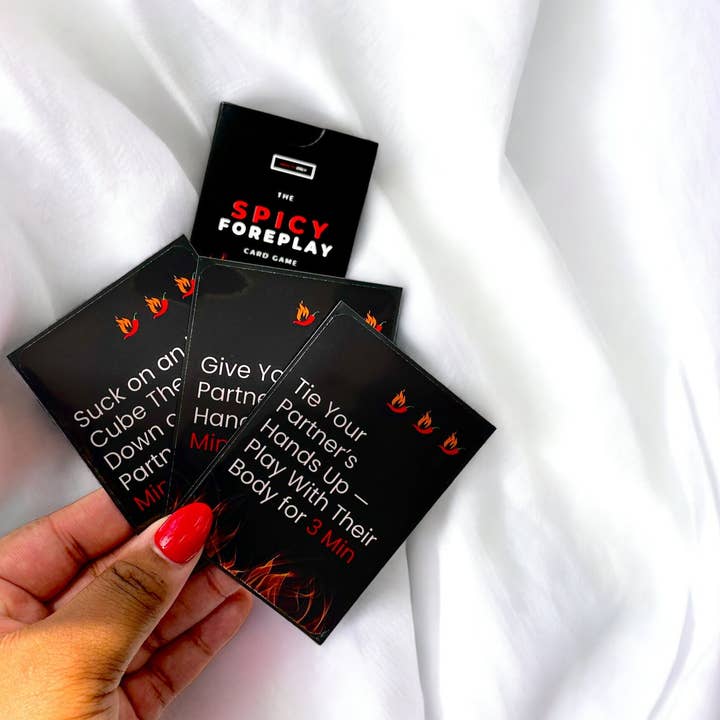 THE
SPICY
FOREPLAY
CARD GAME
Suck on an
Cube The
Down
Partn
Min
Give Yo
Partne
Han
Min
Tie Your
Partner's
Hands Up –
Play With Their
Body for 3 Min